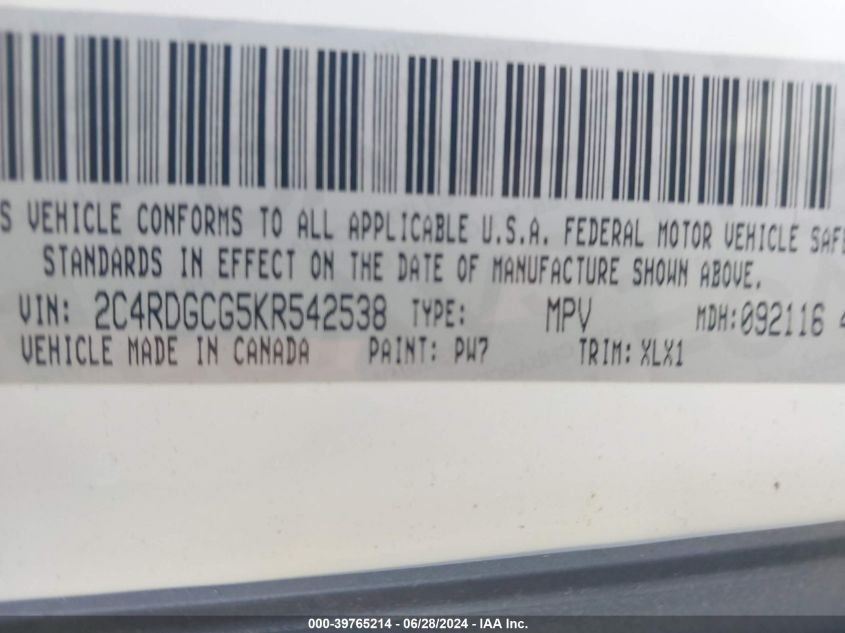 S VEHICLE CONFORMS TO ALL APPLICABLE U.S.A. FEDERAL MOTOR VEHICLE SAFE
STANDARDS IN EFFECT ON THE DATE OF MANUFACTURE SHOWN ABOVE.
VIN: 2C4RDGCG5KR542538 TYPE: MPV MDH:092116 4
VEHICLE MADE IN CANADA PAINT: PW7 TRIM: XLX1
000-39765214 - 06/28/2024 - IAA Inc.